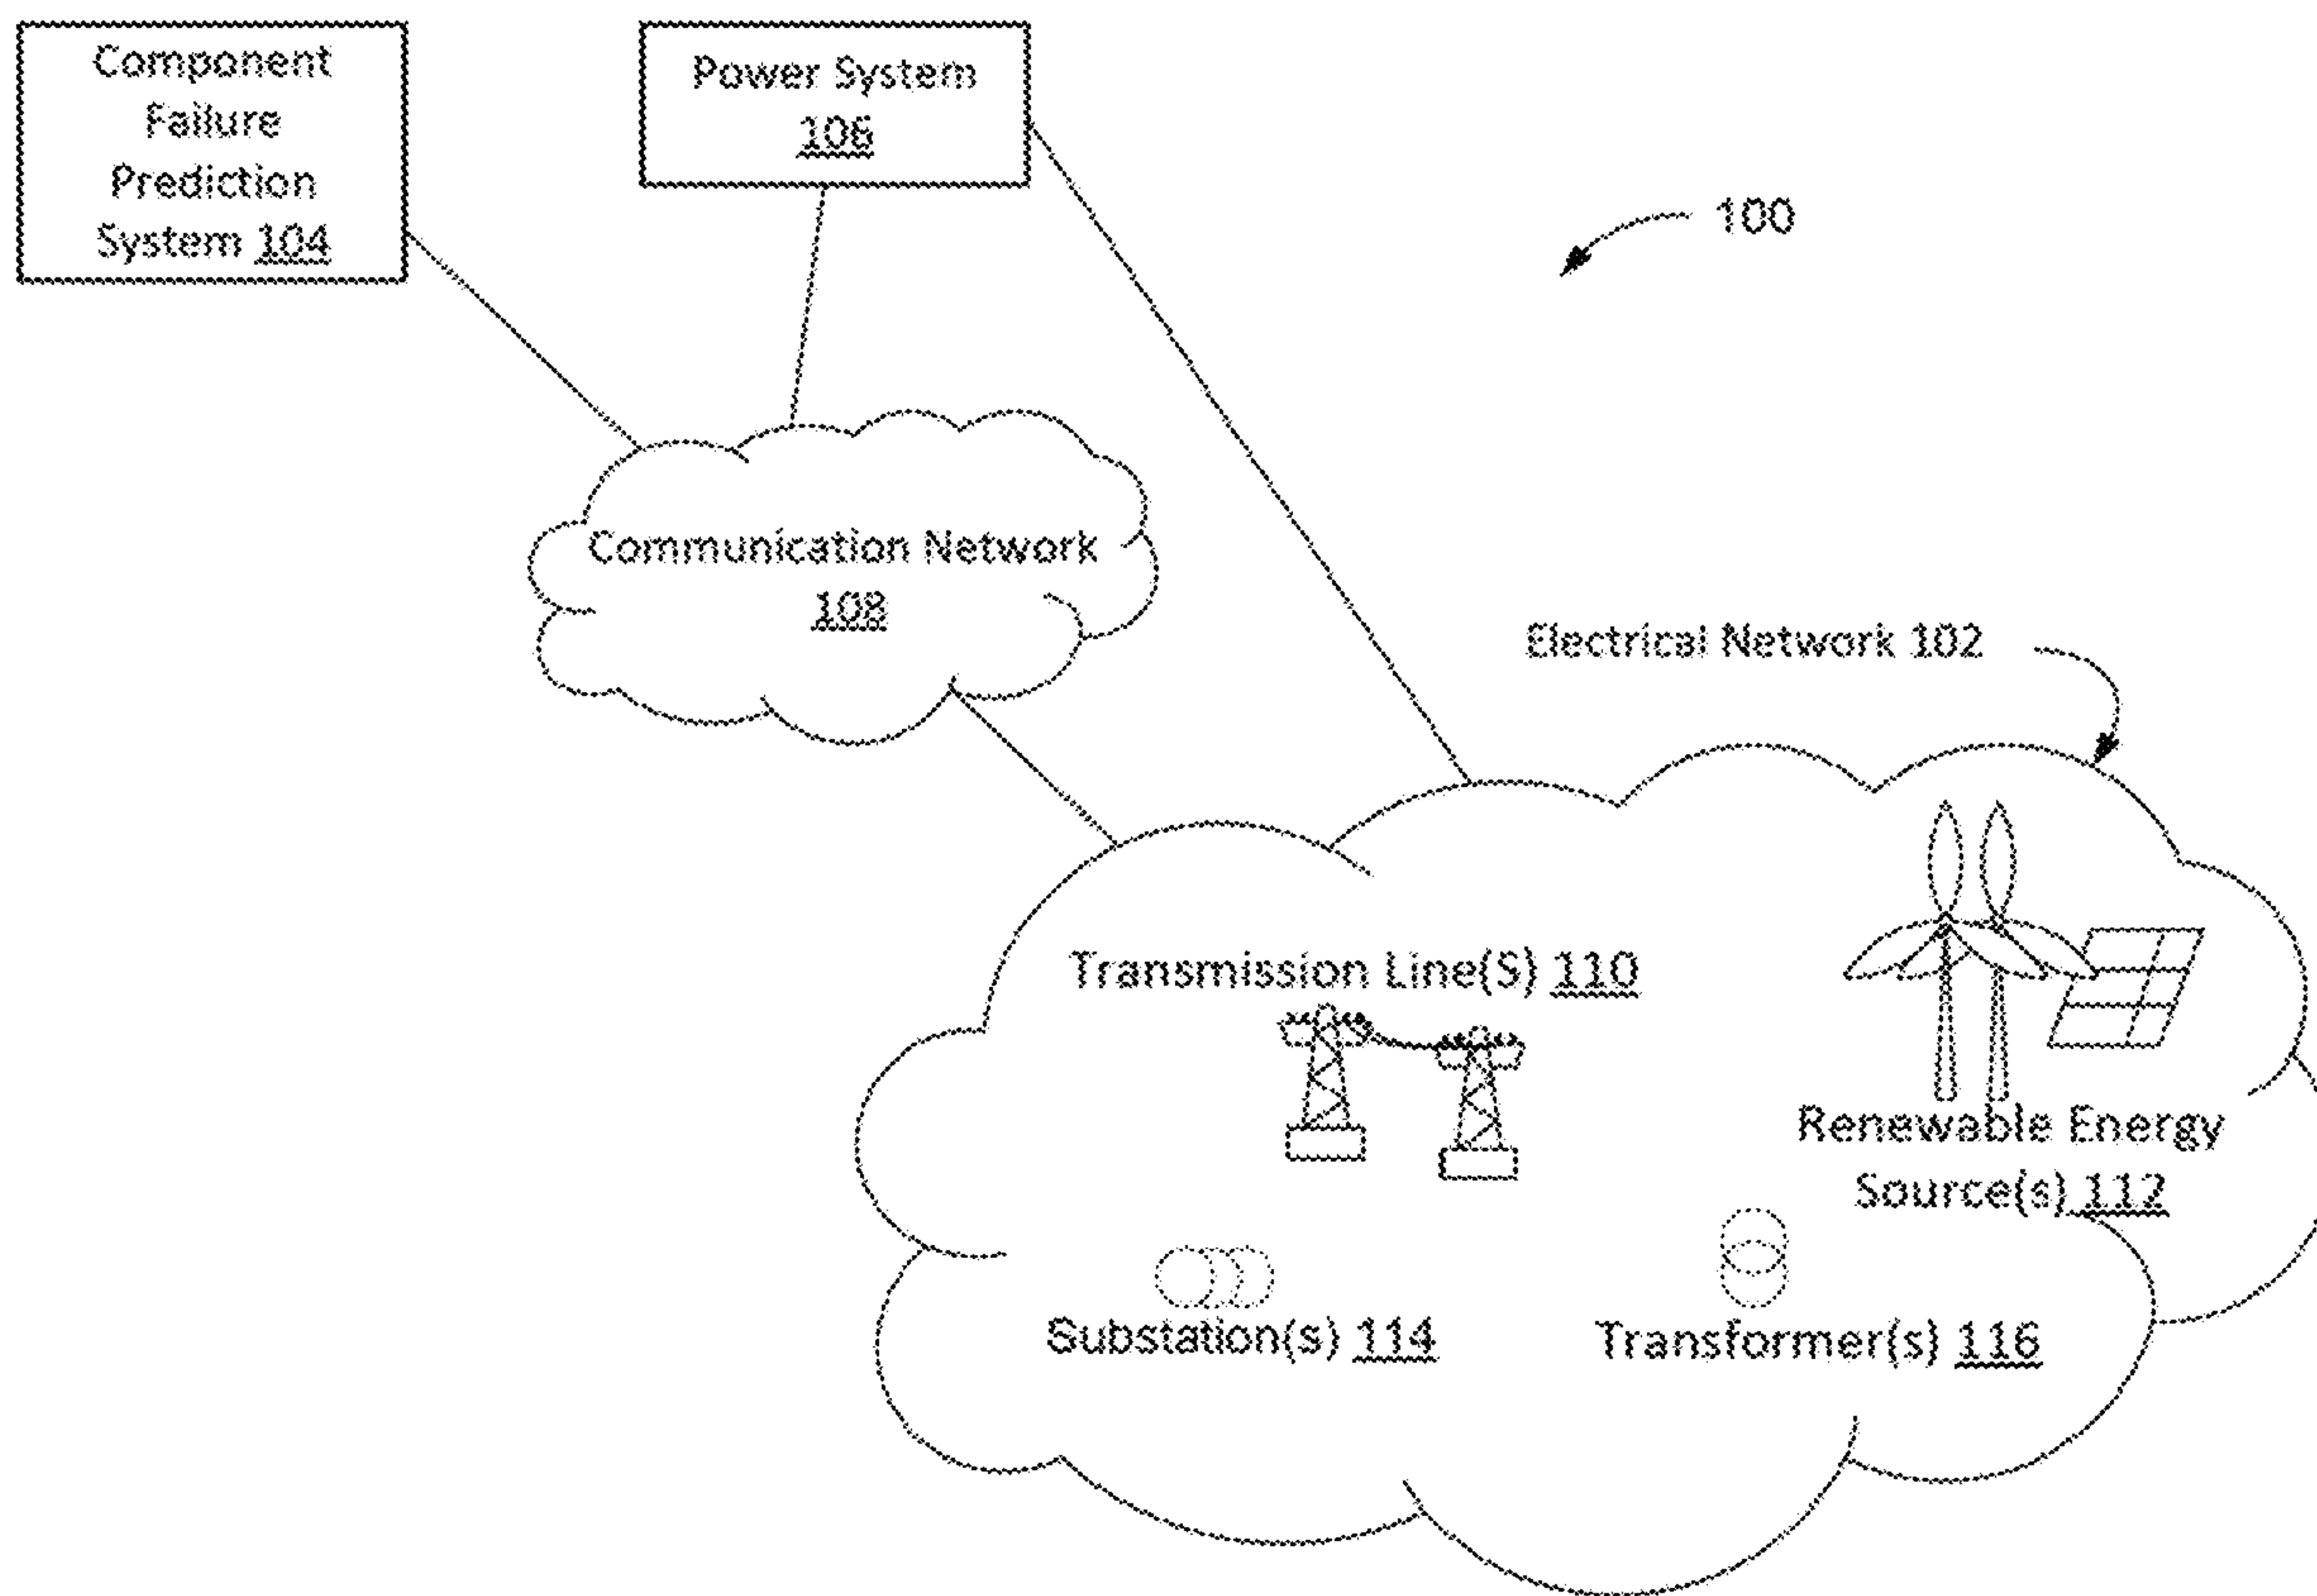 Component
Failure
Prediction
System 104
Power System
106
100
Communication Network
108
Electrical Network 102
Transmission Line(S) 110
Renewable Energy
Source(s) 112
Substation(s) 114
Transformer(s) 116